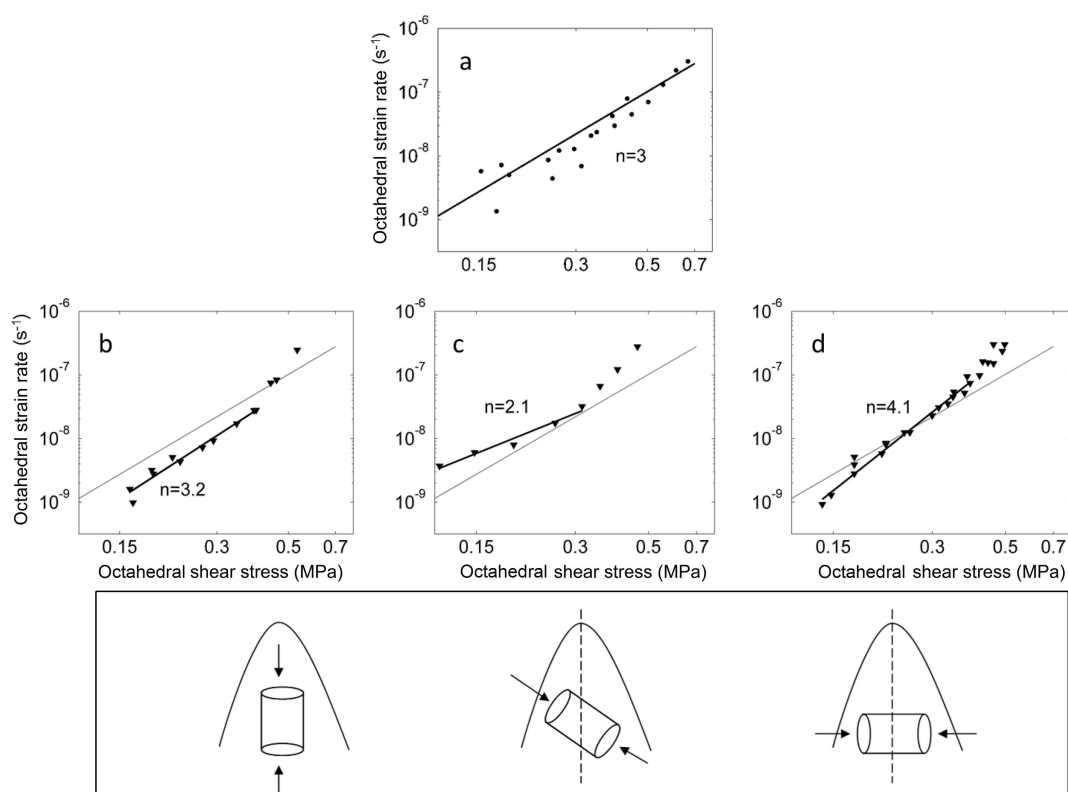 a
Octahedral strain rate (s⁻¹)
10⁻⁶
10⁻⁷
10⁻⁸
10⁻⁹
n=3
0.15 0.3 0.5 0.7
b
Octahedral strain rate (s⁻¹)
10⁻⁶
10⁻⁷
10⁻⁸
10⁻⁹
n=3.2
0.15 0.3 0.5 0.7
Octahedral shear stress (MPa)
c
10⁻⁶
10⁻⁷
10⁻⁸
10⁻⁹
n=2.1
0.15 0.3 0.5 0.7
Octahedral shear stress (MPa)
d
10⁻⁶
10⁻⁷
10⁻⁸
10⁻⁹
n=4.1
0.15 0.3 0.5 0.7
Octahedral shear stress (MPa)